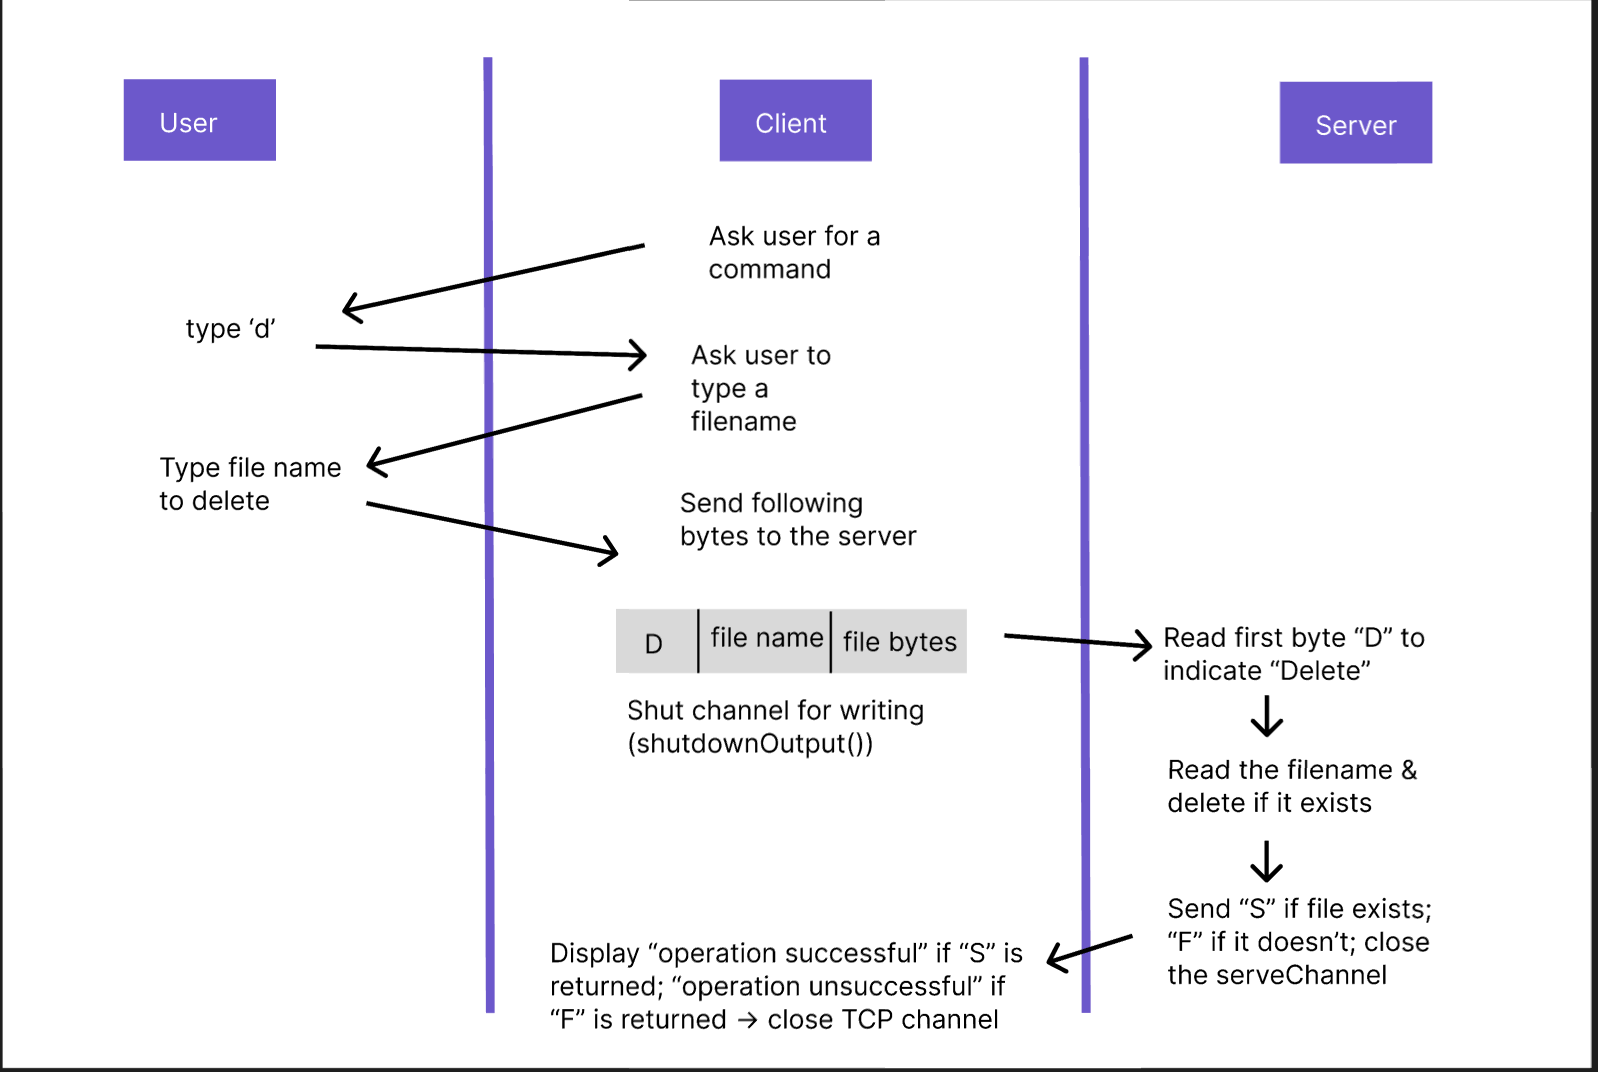 User
Client
Server
Ask user for a
command
type ‘d’
Ask user to
type a
filename
Type file name
to delete
Send following
bytes to the server
D
file name
file bytes
Read first byte “D” to
indicate “Delete”
Shut channel for writing
(shutdownOutput())
Read the filename &
delete if it exists
Send “S” if file exists;
“F” if it doesn’t; close
the serveChannel
Display “operation successful” if “S” is
returned; “operation unsuccessful” if
“F” is returned → close TCP channel